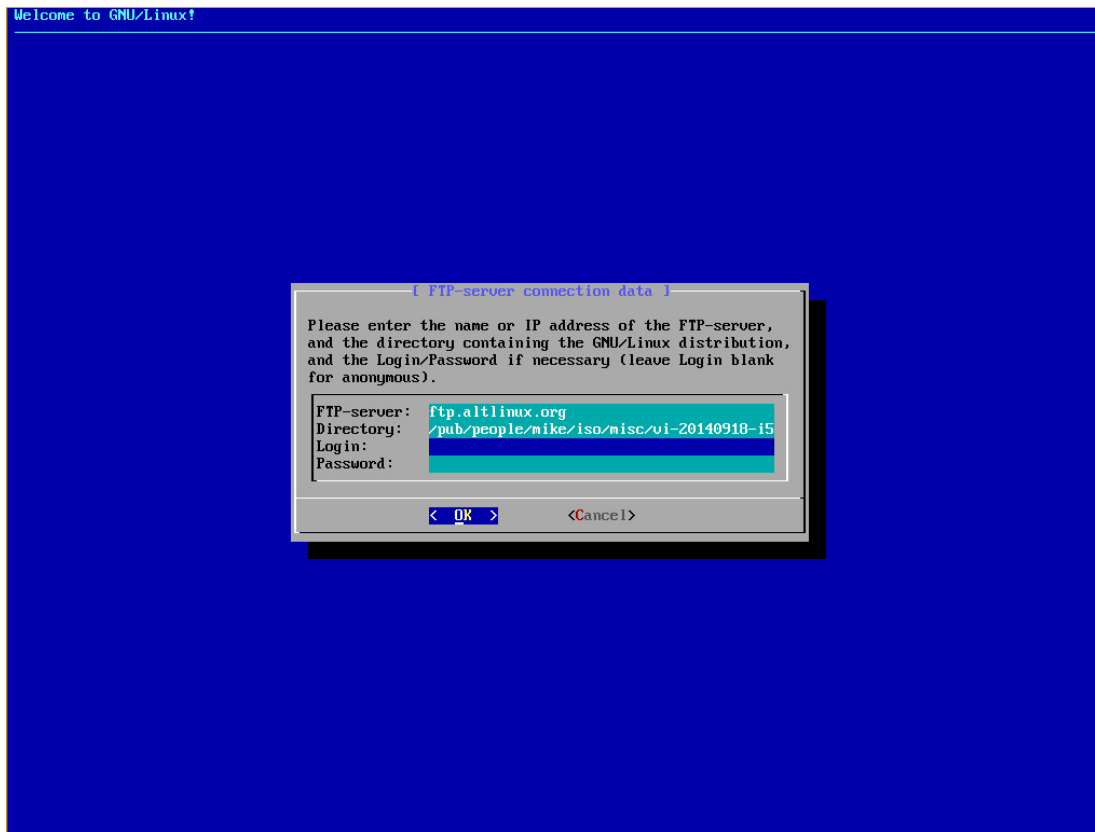 Welcome to GNU/Linux!
[ FTP-server connection data ]
Please enter the name or IP address of the FTP-server,
and the directory containing the GNU/Linux distribution,
and the Login/Password if necessary (leave Login blank
for anonymous).
FTP-server: ftp.altlinux.org
Directory: /pub/people/mike/iso/misc/vi-20140918-i5
Login:
Password:
< OK > <Cancel>